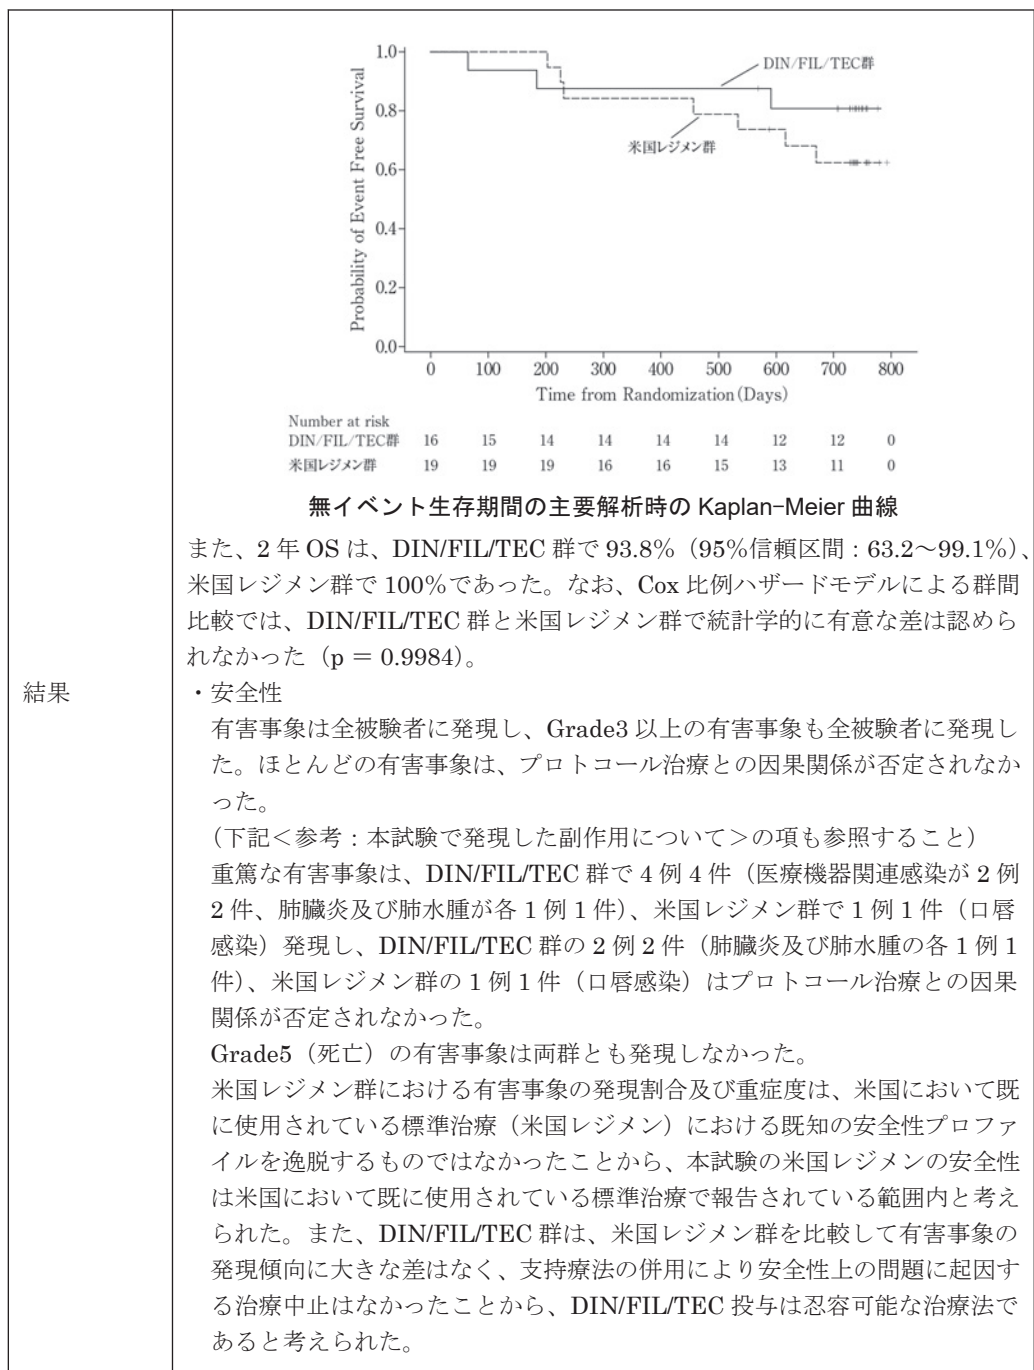 1.0
0.8
0.6
0.4
0.2
0.0
Probability of Event Free Survival
DIN/FIL/TEC群
米国レジメン群
0 100 200 300 400 500 600 700 800
Time from Randomization(Days)
Number at risk
DIN/FIL/TEC群 16 15 14 14 14 14 12 12 0
米国レジメン群 19 19 19 16 16 15 13 11 0
無イベント生存期間の主要解析時の Kaplan−Meier 曲線
また、2 年 OS は、DIN/FIL/TEC 群で 93.8%(95%信頼区間:63.2~99.1%)、
米国レジメン群で 100%であった。なお、Cox 比例ハザードモデルによる群間
比較では、DIN/FIL/TEC 群と米国レジメン群で統計学的に有意な差は認めら
れなかった(p = 0.9984)。
結果
・安全性
有害事象は全被験者に発現し、Grade3 以上の有害事象も全被験者に発現し
た。ほとんどの有害事象は、プロトコール治療との因果関係が否定されなか
った。
(下記<参考:本試験で発現した副作用について>の項も参照すること)
重篤な有害事象は、DIN/FIL/TEC 群で 4 例 4 件(医療機器関連感染が 2 例
2 件、肺臓炎及び肺水腫が各 1 例 1 件)、米国レジメン群で 1 例 1 件(口唇
感染)発現し、DIN/FIL/TEC 群の 2 例 2 件(肺臓炎及び肺水腫の各 1 例 1
件)、米国レジメン群の 1 例 1 件(口唇感染)はプロトコール治療との因果
関係が否定されなかった。
Grade5(死亡)の有害事象は両群とも発現しなかった。
米国レジメン群における有害事象の発現割合及び重症度は、米国において既
に使用されている標準治療(米国レジメン)における既知の安全性プロファ
イルを逸脱するものではなかったことから、本試験の米国レジメンの安全性
は米国において既に使用されている標準治療で報告されている範囲内と考え
られた。また、DIN/FIL/TEC 群は、米国レジメン群を比較して有害事象の
発現傾向に大きな差はなく、支持療法の併用により安全性上の問題に起因す
る治療中止はなかったことから、DIN/FIL/TEC 投与は忍容可能な治療法で
あると考えられた。